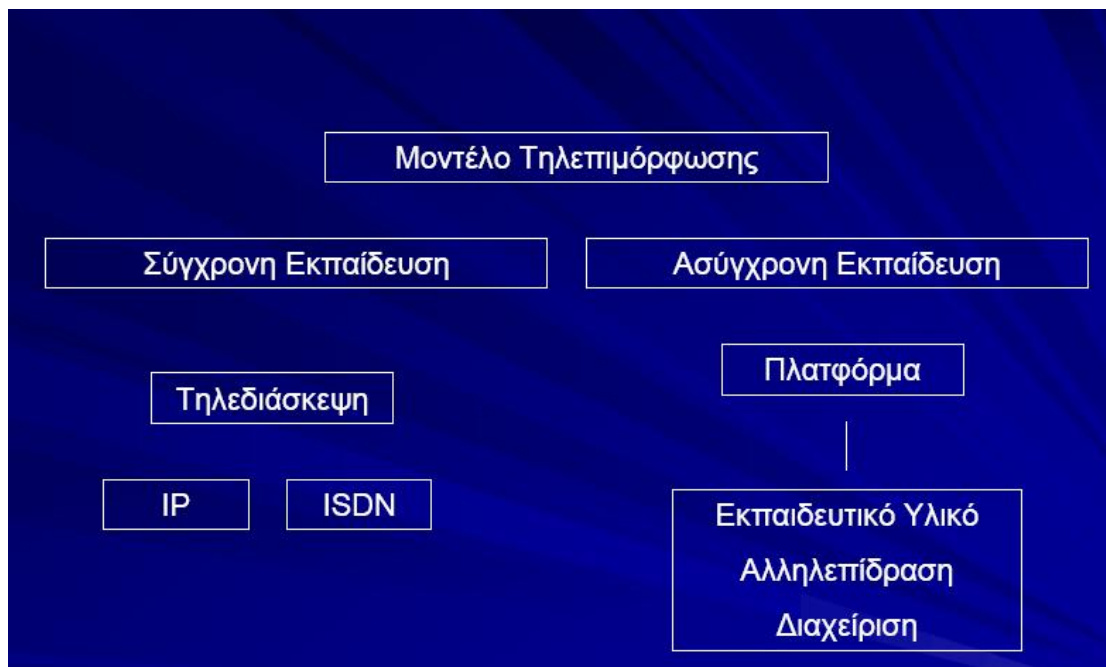 Μοντέλο Τηλεπιμόρφωσης
Σύγχρονη Εκπαίδευση
Ασύγχρονη Εκπαίδευση
Τηλεδιάσκεψη
Πλατφόρμα
IP
ISDN
Εκπαιδευτικό Υλικό
Αλληλεπίδραση
Διαχείριση